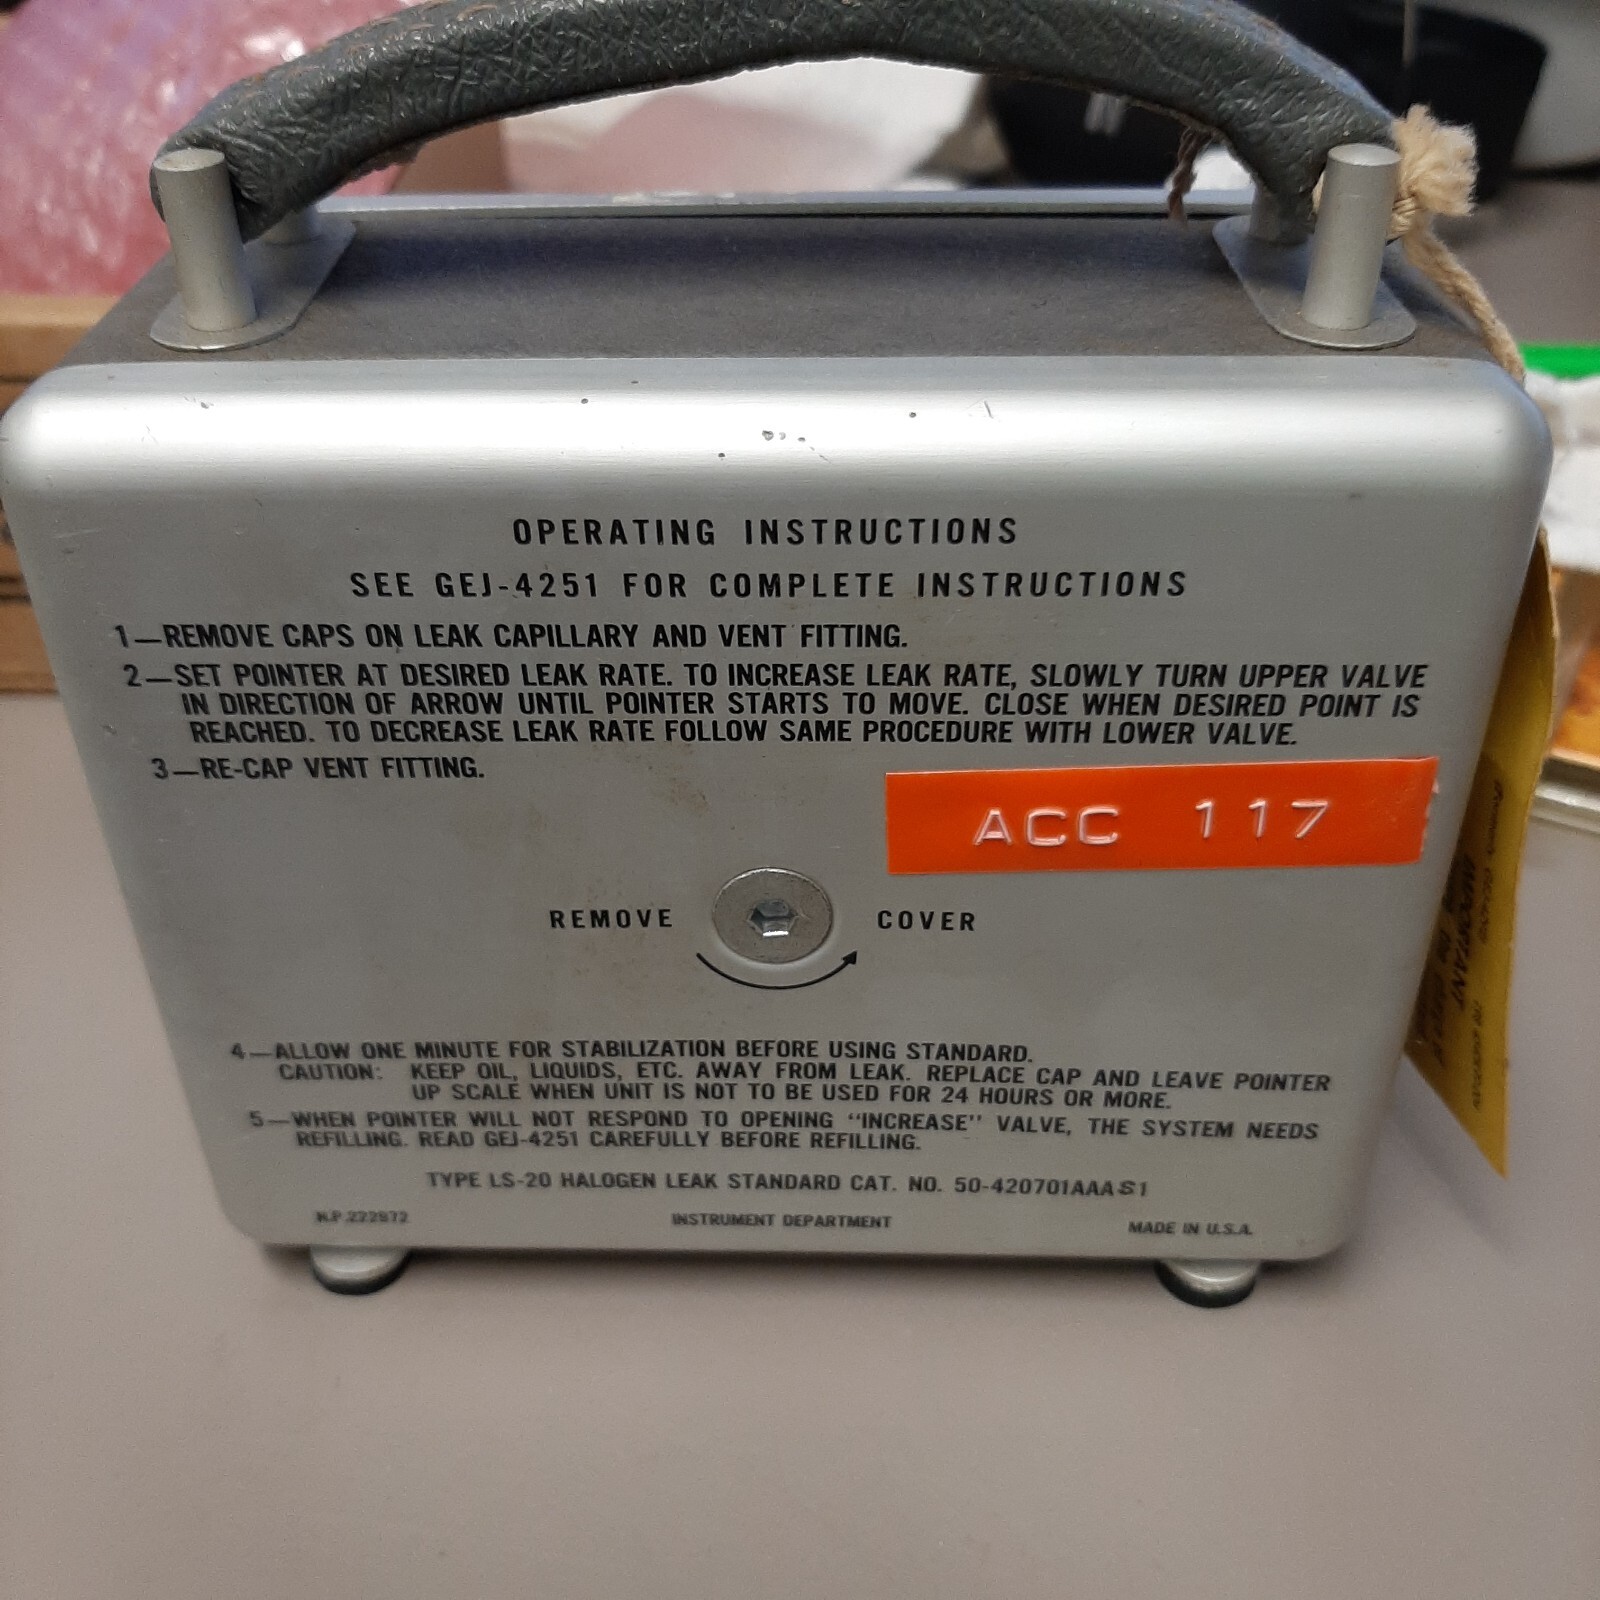 OPERATING INSTRUCTIONS
SEE GEJ-4251 FOR COMPLETE INSTRUCTIONS
1—REMOVE CAPS ON LEAK CAPILLARY AND VENT FITTING.
2—SET POINTER AT DESIRED LEAK RATE. TO INCREASE LEAK RATE, SLOWLY TURN UPPER VALVE
IN DIRECTION OF ARROW UNTIL POINTER STARTS TO MOVE. CLOSE WHEN DESIRED POINT IS
REACHED. TO DECREASE LEAK RATE FOLLOW SAME PROCEDURE WITH LOWER VALVE.
3—RE-CAP VENT FITTING.
ACC 117
REMOVE COVER
4—ALLOW ONE MINUTE FOR STABILIZATION BEFORE USING STANDARD.
CAUTION: KEEP OIL, LIQUIDS, ETC. AWAY FROM LEAK. REPLACE CAP AND LEAVE POINTER
UP SCALE WHEN UNIT IS NOT TO BE USED FOR 24 HOURS OR MORE.
5—WHEN POINTER WILL NOT RESPOND TO OPENING "INCREASE" VALVE, THE SYSTEM NEEDS
REFILLING. READ GEJ-4251 CAREFULLY BEFORE REFILLING.
TYPE LS-20 HALOGEN LEAK STANDARD CAT. NO. 50-420701AAAS1
N.P.222872 INSTRUMENT DEPARTMENT MADE IN U.S.A.
IMPORTANT